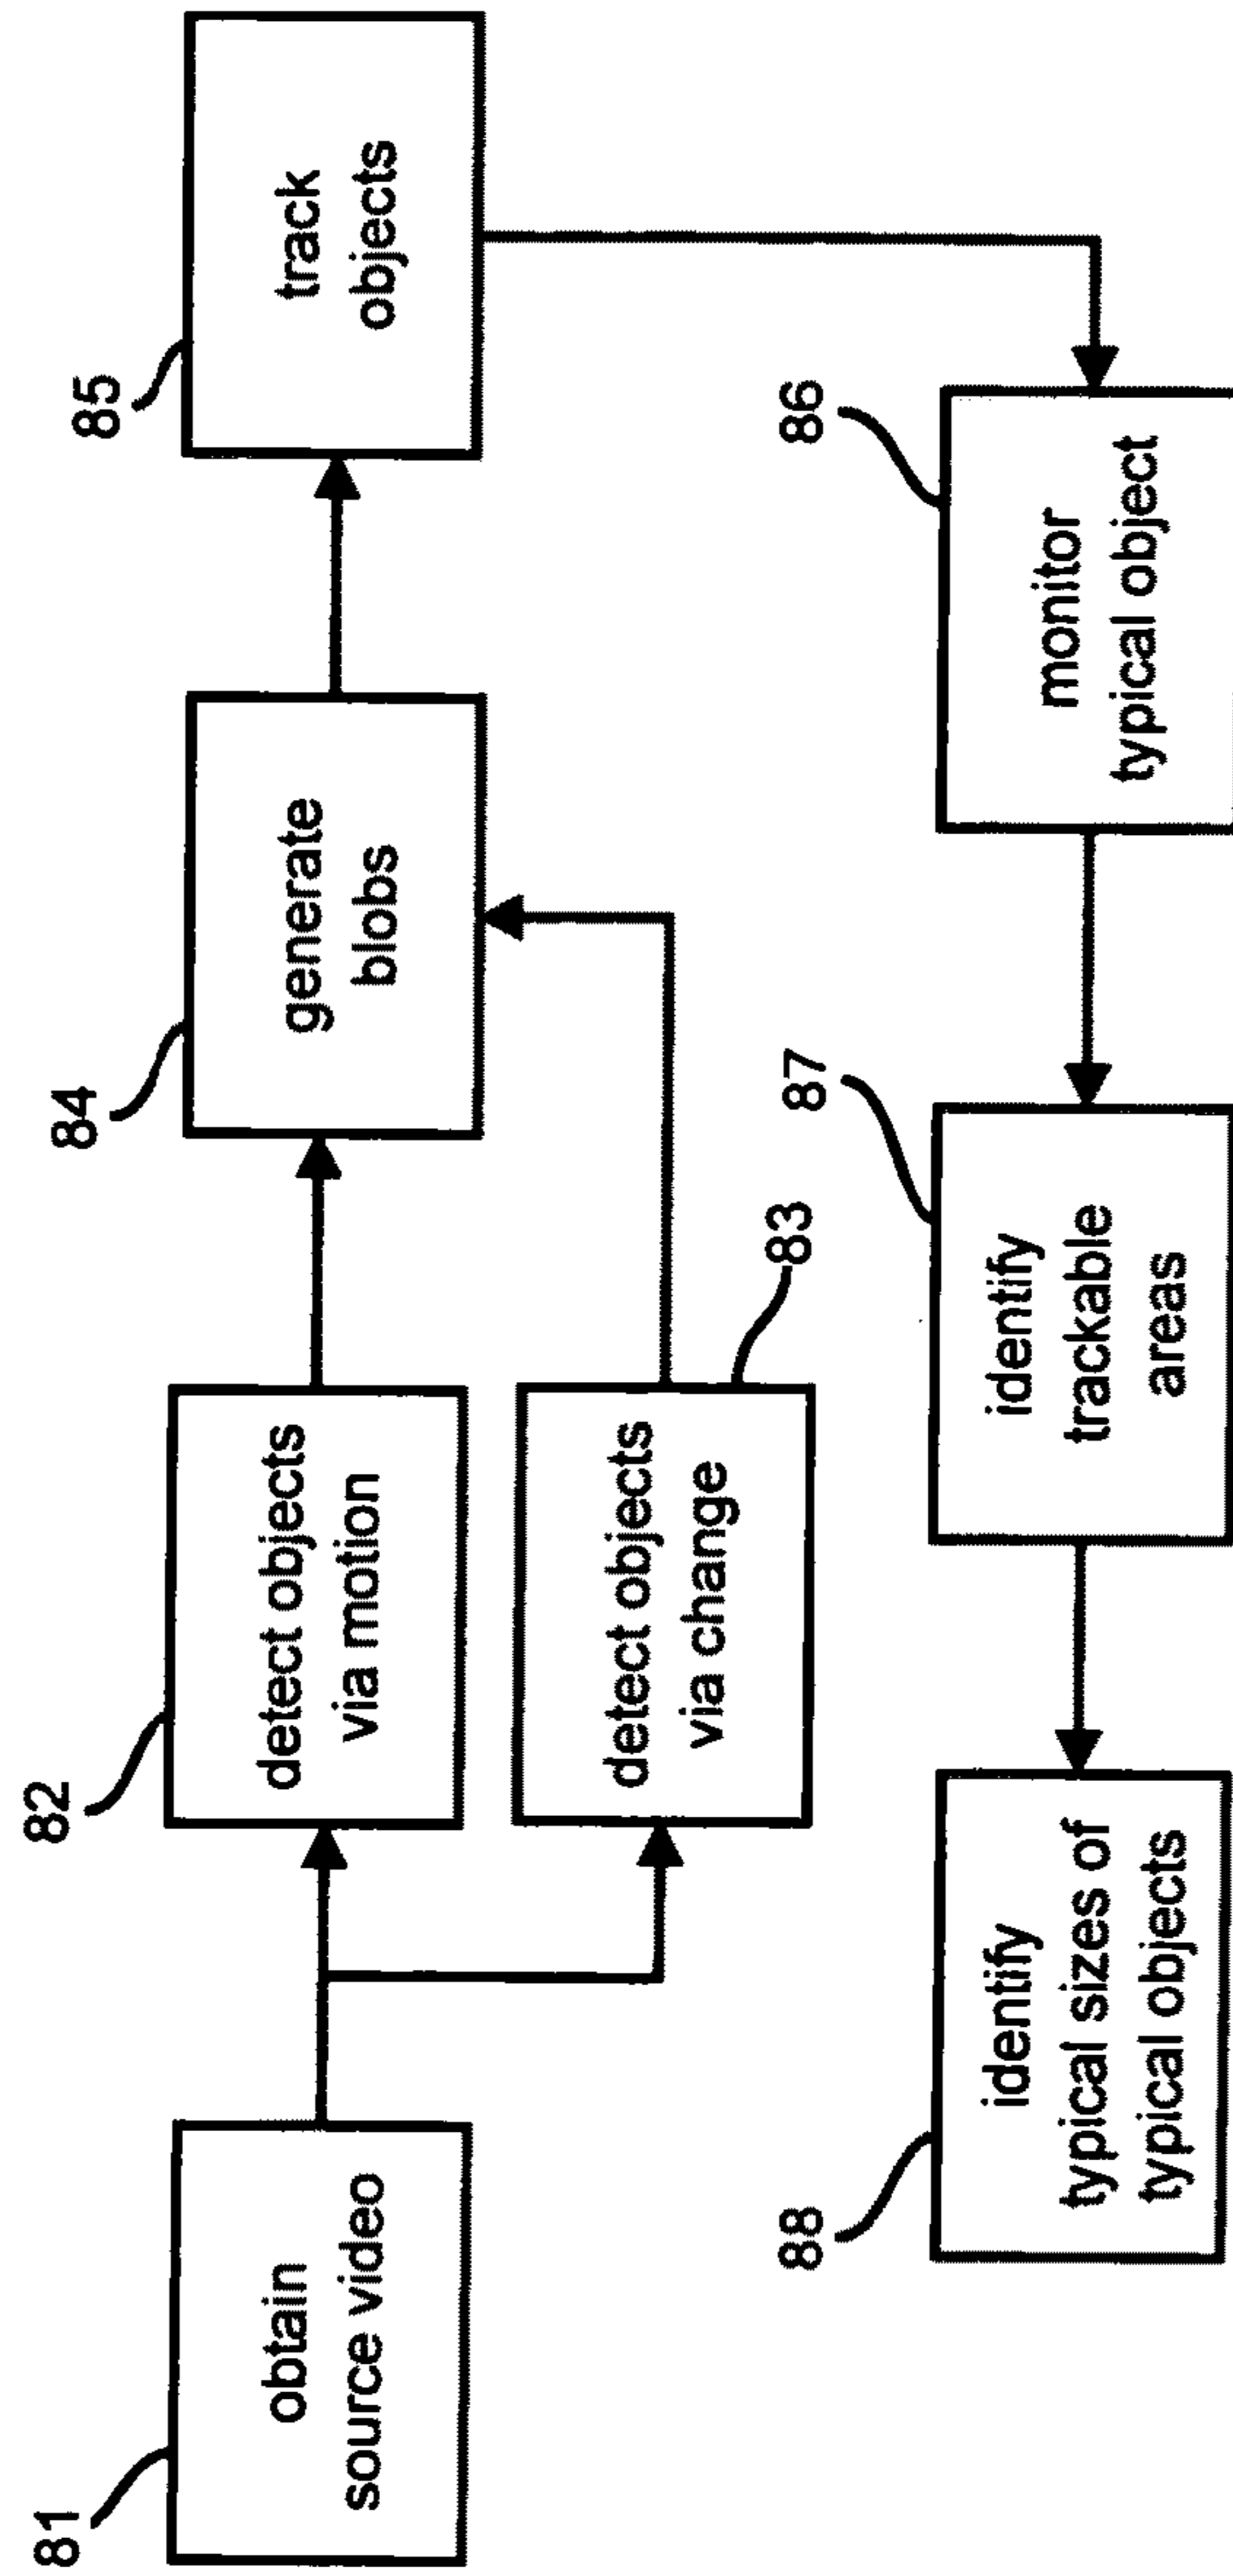 81
obtain
source video
82
detect objects
via motion
83
detect objects
via change
84
generate
blobs
85
track
objects
86
monitor
typical object
87
identify
trackable
areas
88
identify
typical sizes of
typical objects